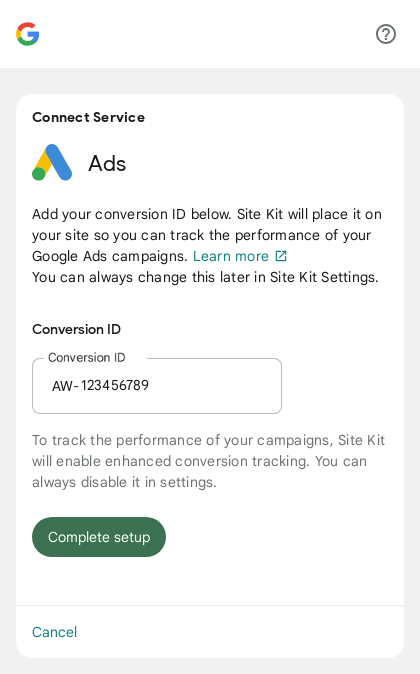 Connect Service
Ads
Add your conversion ID below. Site Kit will place it on
your site so you can track the performance of your
Google Ads campaigns. Learn more
You can always change this later in Site Kit Settings.
Conversion ID
Conversion ID
AW- 123456789
To track the performance of your campaigns, Site Kit
will enable enhanced conversion tracking. You can
always disable it in settings.
Complete setup
Cancel